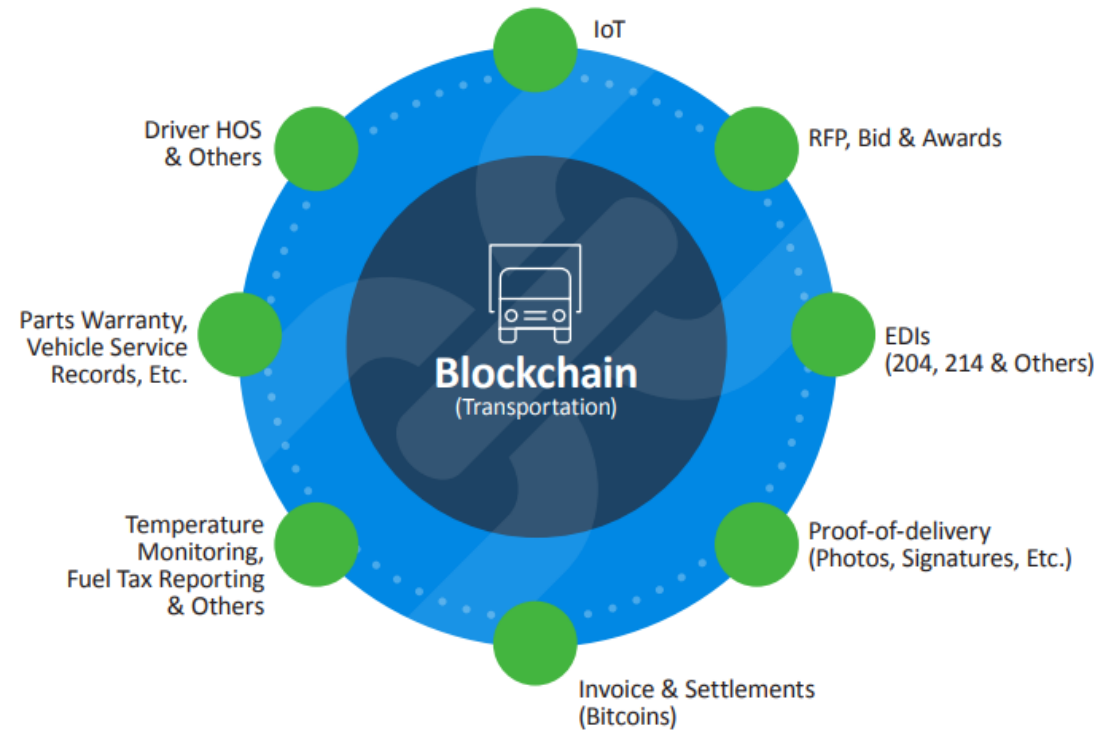 IoT
RFP, Bid & Awards
EDIs
(204, 214 & Others)
Proof-of-delivery
(Photos, Signatures, Etc.)
Invoice & Settlements
(Bitcoins)
Temperature
Monitoring,
Fuel Tax Reporting
& Others
Parts Warranty,
Vehicle Service
Records, Etc.
Driver HOS
& Others
Blockchain
(Transportation)